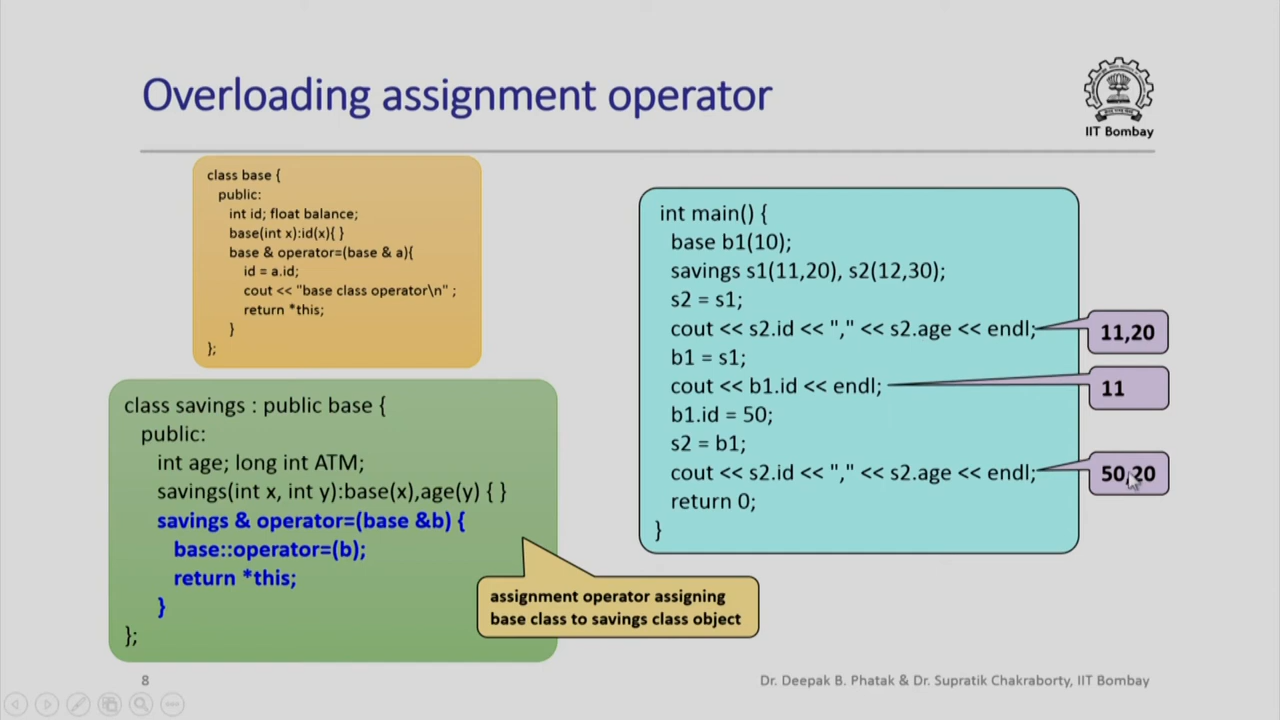 Overloading assignment operator
IIT Bombay
class base {
public:
int id; float balance;
base(int x):id(x){ }
base & operator=(base & a){
id = a.id;
cout << "base class operator\n" ;
return *this;
}
};
class savings : public base {
public:
int age; long int ATM;
savings(int x, int y):base(x),age(y) { }
savings & operator=(base &b) {
base::operator=(b);
return *this;
}
};
assignment operator assigning
base class to savings class object
int main() {
base b1(10);
savings s1(11,20), s2(12,30);
s2 = s1;
cout << s2.id << "," << s2.age << endl;
b1 = s1;
cout << b1.id << endl;
b1.id = 50;
s2 = b1;
cout << s2.id << "," << s2.age << endl;
return 0;
}
11,20
11
50,20
8
Dr. Deepak B. Phatak & Dr. Supratik Chakraborty, IIT Bombay